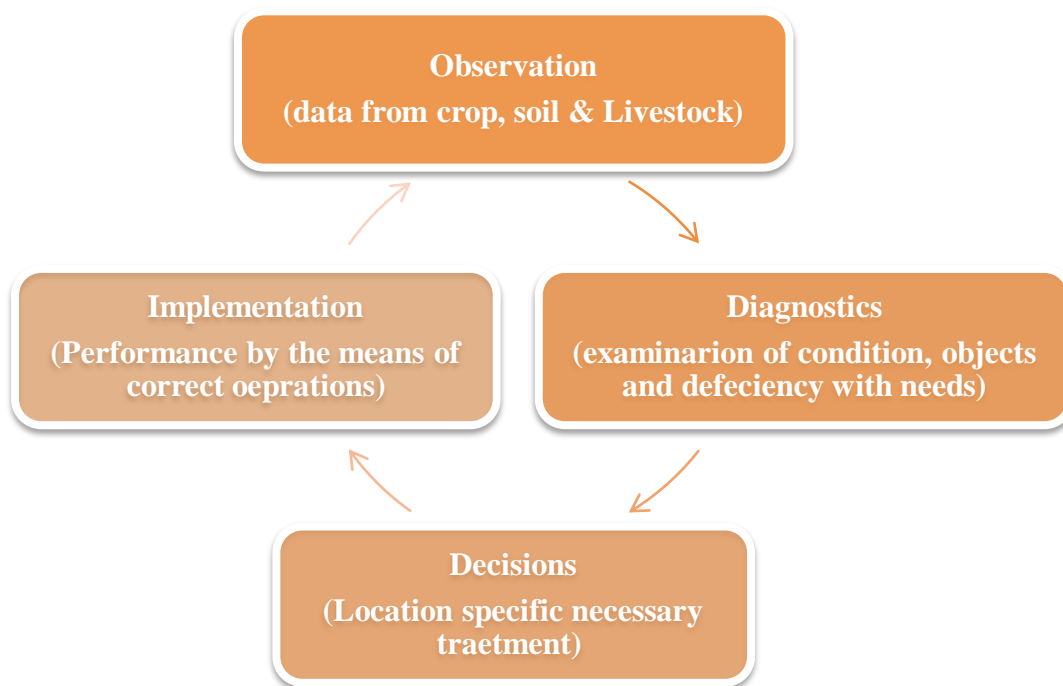 Observation
(data from crop, soil & Livestock)
Implementation
(Performance by the means of
correct oeprations)
Diagnostics
(examinarion of condition, objects
and defeciency with needs)
Decisions
(Location specific necessary
traetment)